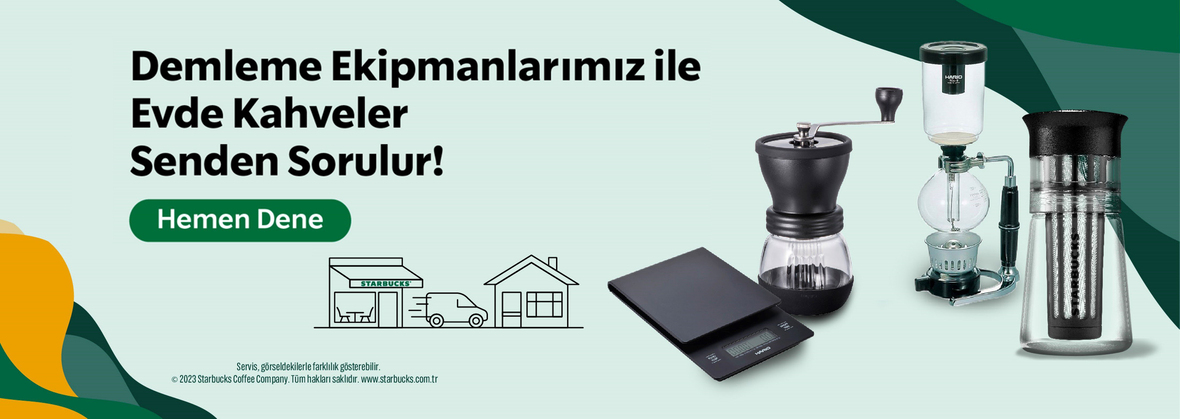 Demleme Ekipmanlarımız ile
Evde Kahveler
Senden Sorulur!
Hemen Dene
STARBUCKS
HARIO
HARIO
STARBUCKS
Servis, görseldekilerle farklılık gösterebilir.
© 2023 Starbucks Coffee Company. Tüm hakları saklıdır. www.starbucks.com.tr